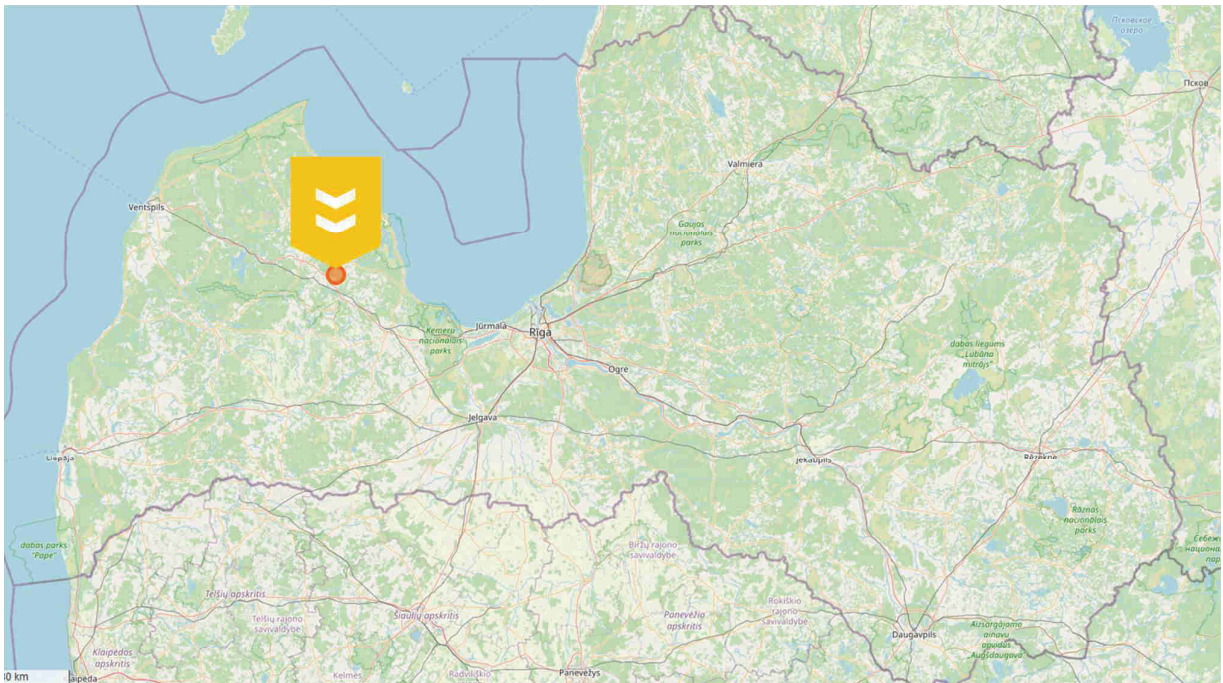 Псковское
озеро
Псков
Valmiera
Ventspils
Gaujas
nacionālais
parks
Ķemeru
nacionālais
parks
Jūrmala
Rīga
Ogre
dabas liegums
"Lubāna
mitrājs"
Jelgava
Liepāja
Jēkabpils
Rēzekne
Rāznas
nacionālais
parks
dabas parks
"Pape"
Biržų rajono
savivaldybė
Telšių apskritis
Telšių rajono
savivaldybė
Šiaulių apskritis
Panevėžio
apskritis
Rokiškio
rajono
savivaldybė
Daugavpils
Aizsargājamo
ainavu
apvidus
"Augšdaugava"
Klaipėdos
apskritis
Kelmės
Radviliškio
Panevėžys
30 km